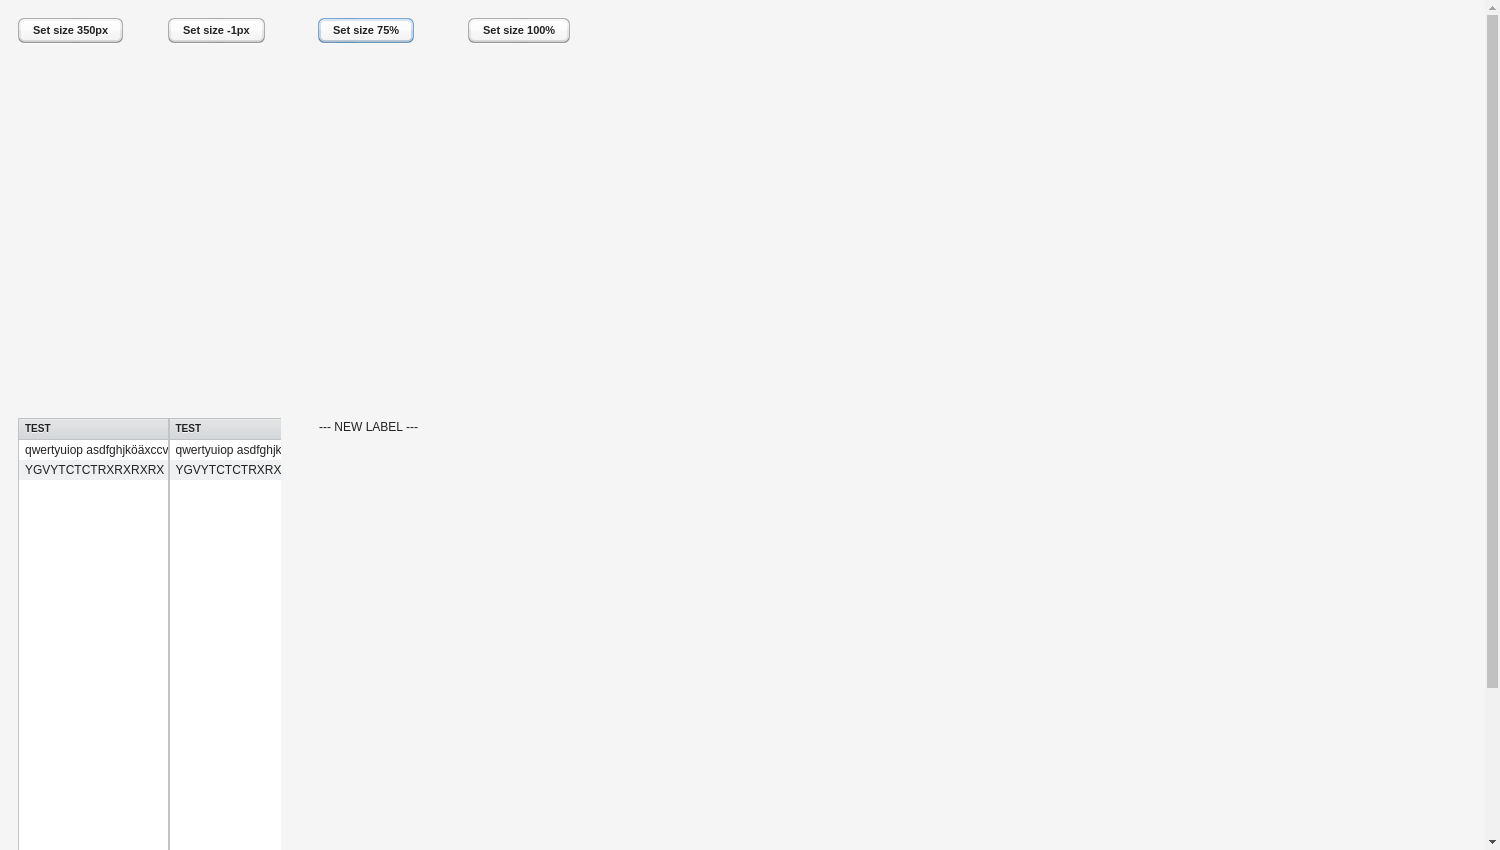 Set size 350px Set size -1px Set size 75% Set size 100%
TEST TEST --- NEW LABEL ---
qwertyuiop asdfghjköäxccv qwertyuiop asdfghjk
YGVYTCTCTRXRXRXRX YGVYTCTCTRXRX